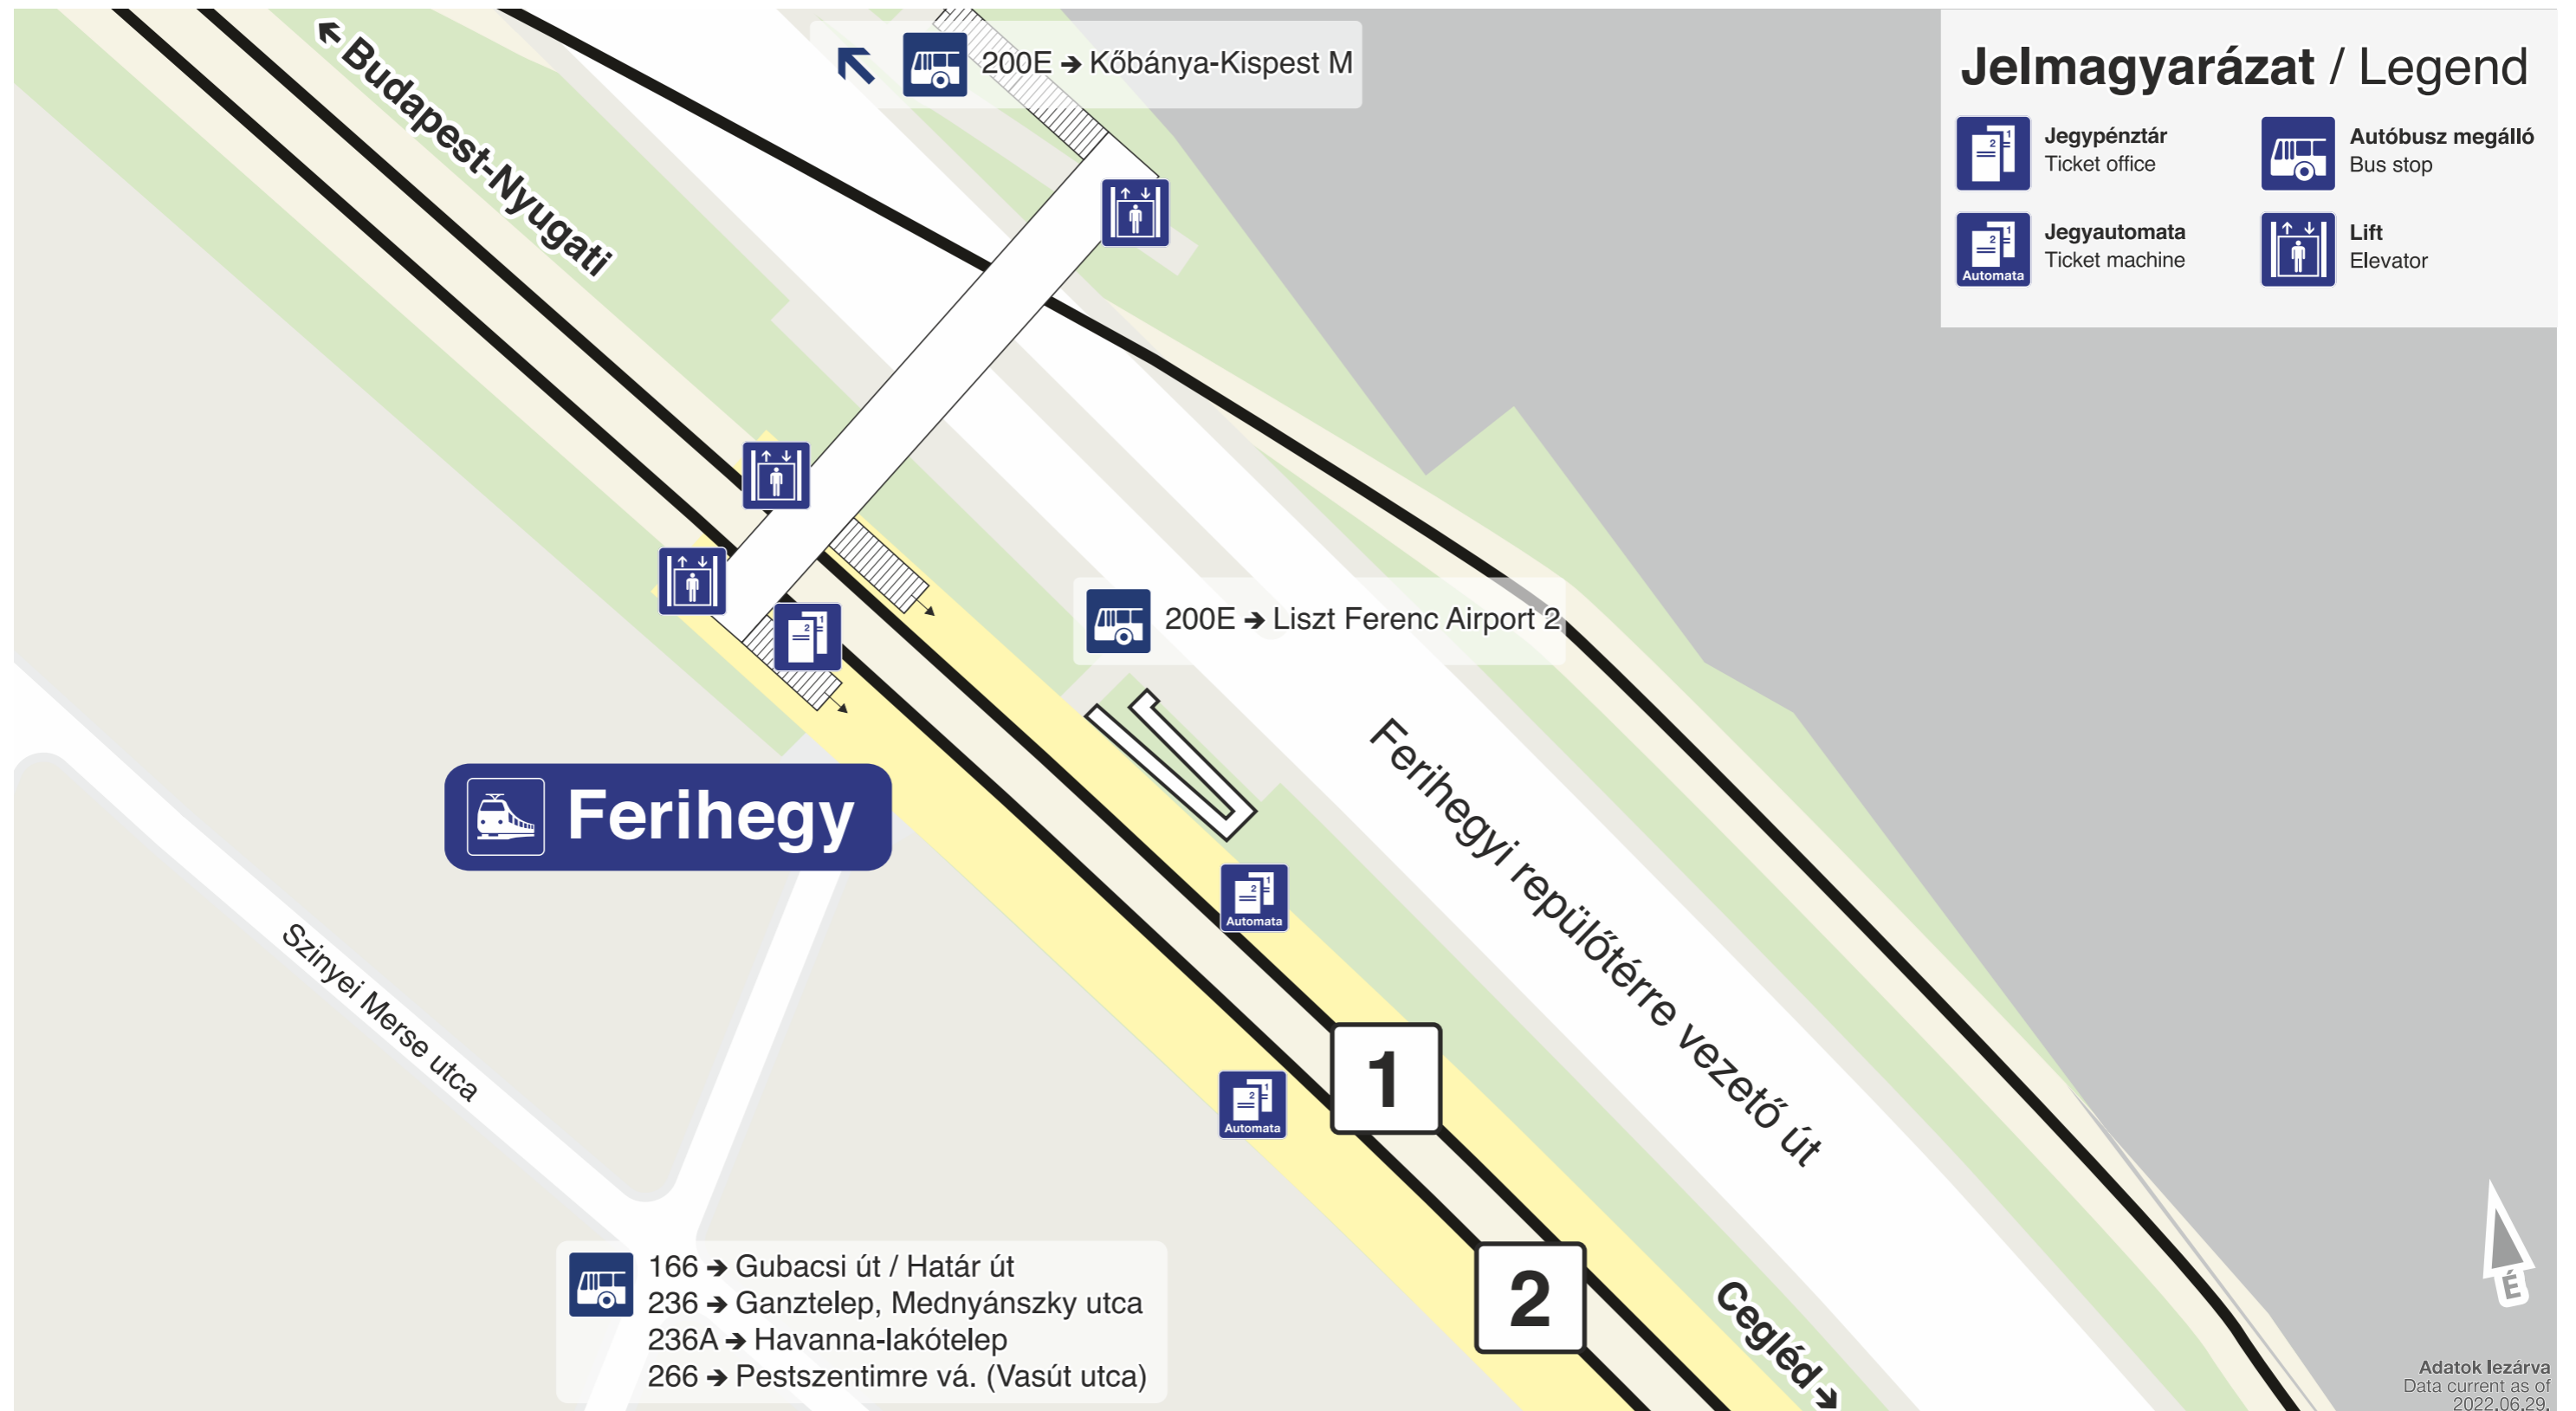 ← Budapest-Nyugati
200E → Kőbánya-Kispest M
Jelmagyarázat / Legend
Jegypénztár
Ticket office
Autóbusz megálló
Bus stop
Automata
Jegyautomata
Ticket machine
Lift
Elevator
200E → Liszt Ferenc Airport 2
Ferihegy
Ferihegyi repülőtérre vezető út
Automata
Automata
Szinyei Merse utca
1
2
166 → Gubacsi út / Határ út
236 → Ganztelep, Mednyánszky utca
236A → Havanna-lakótelep
266 → Pestszentimre vá. (Vasút utca)
Cegléd →
É
Adatok lezárva
Data current as of
2022.06.29.